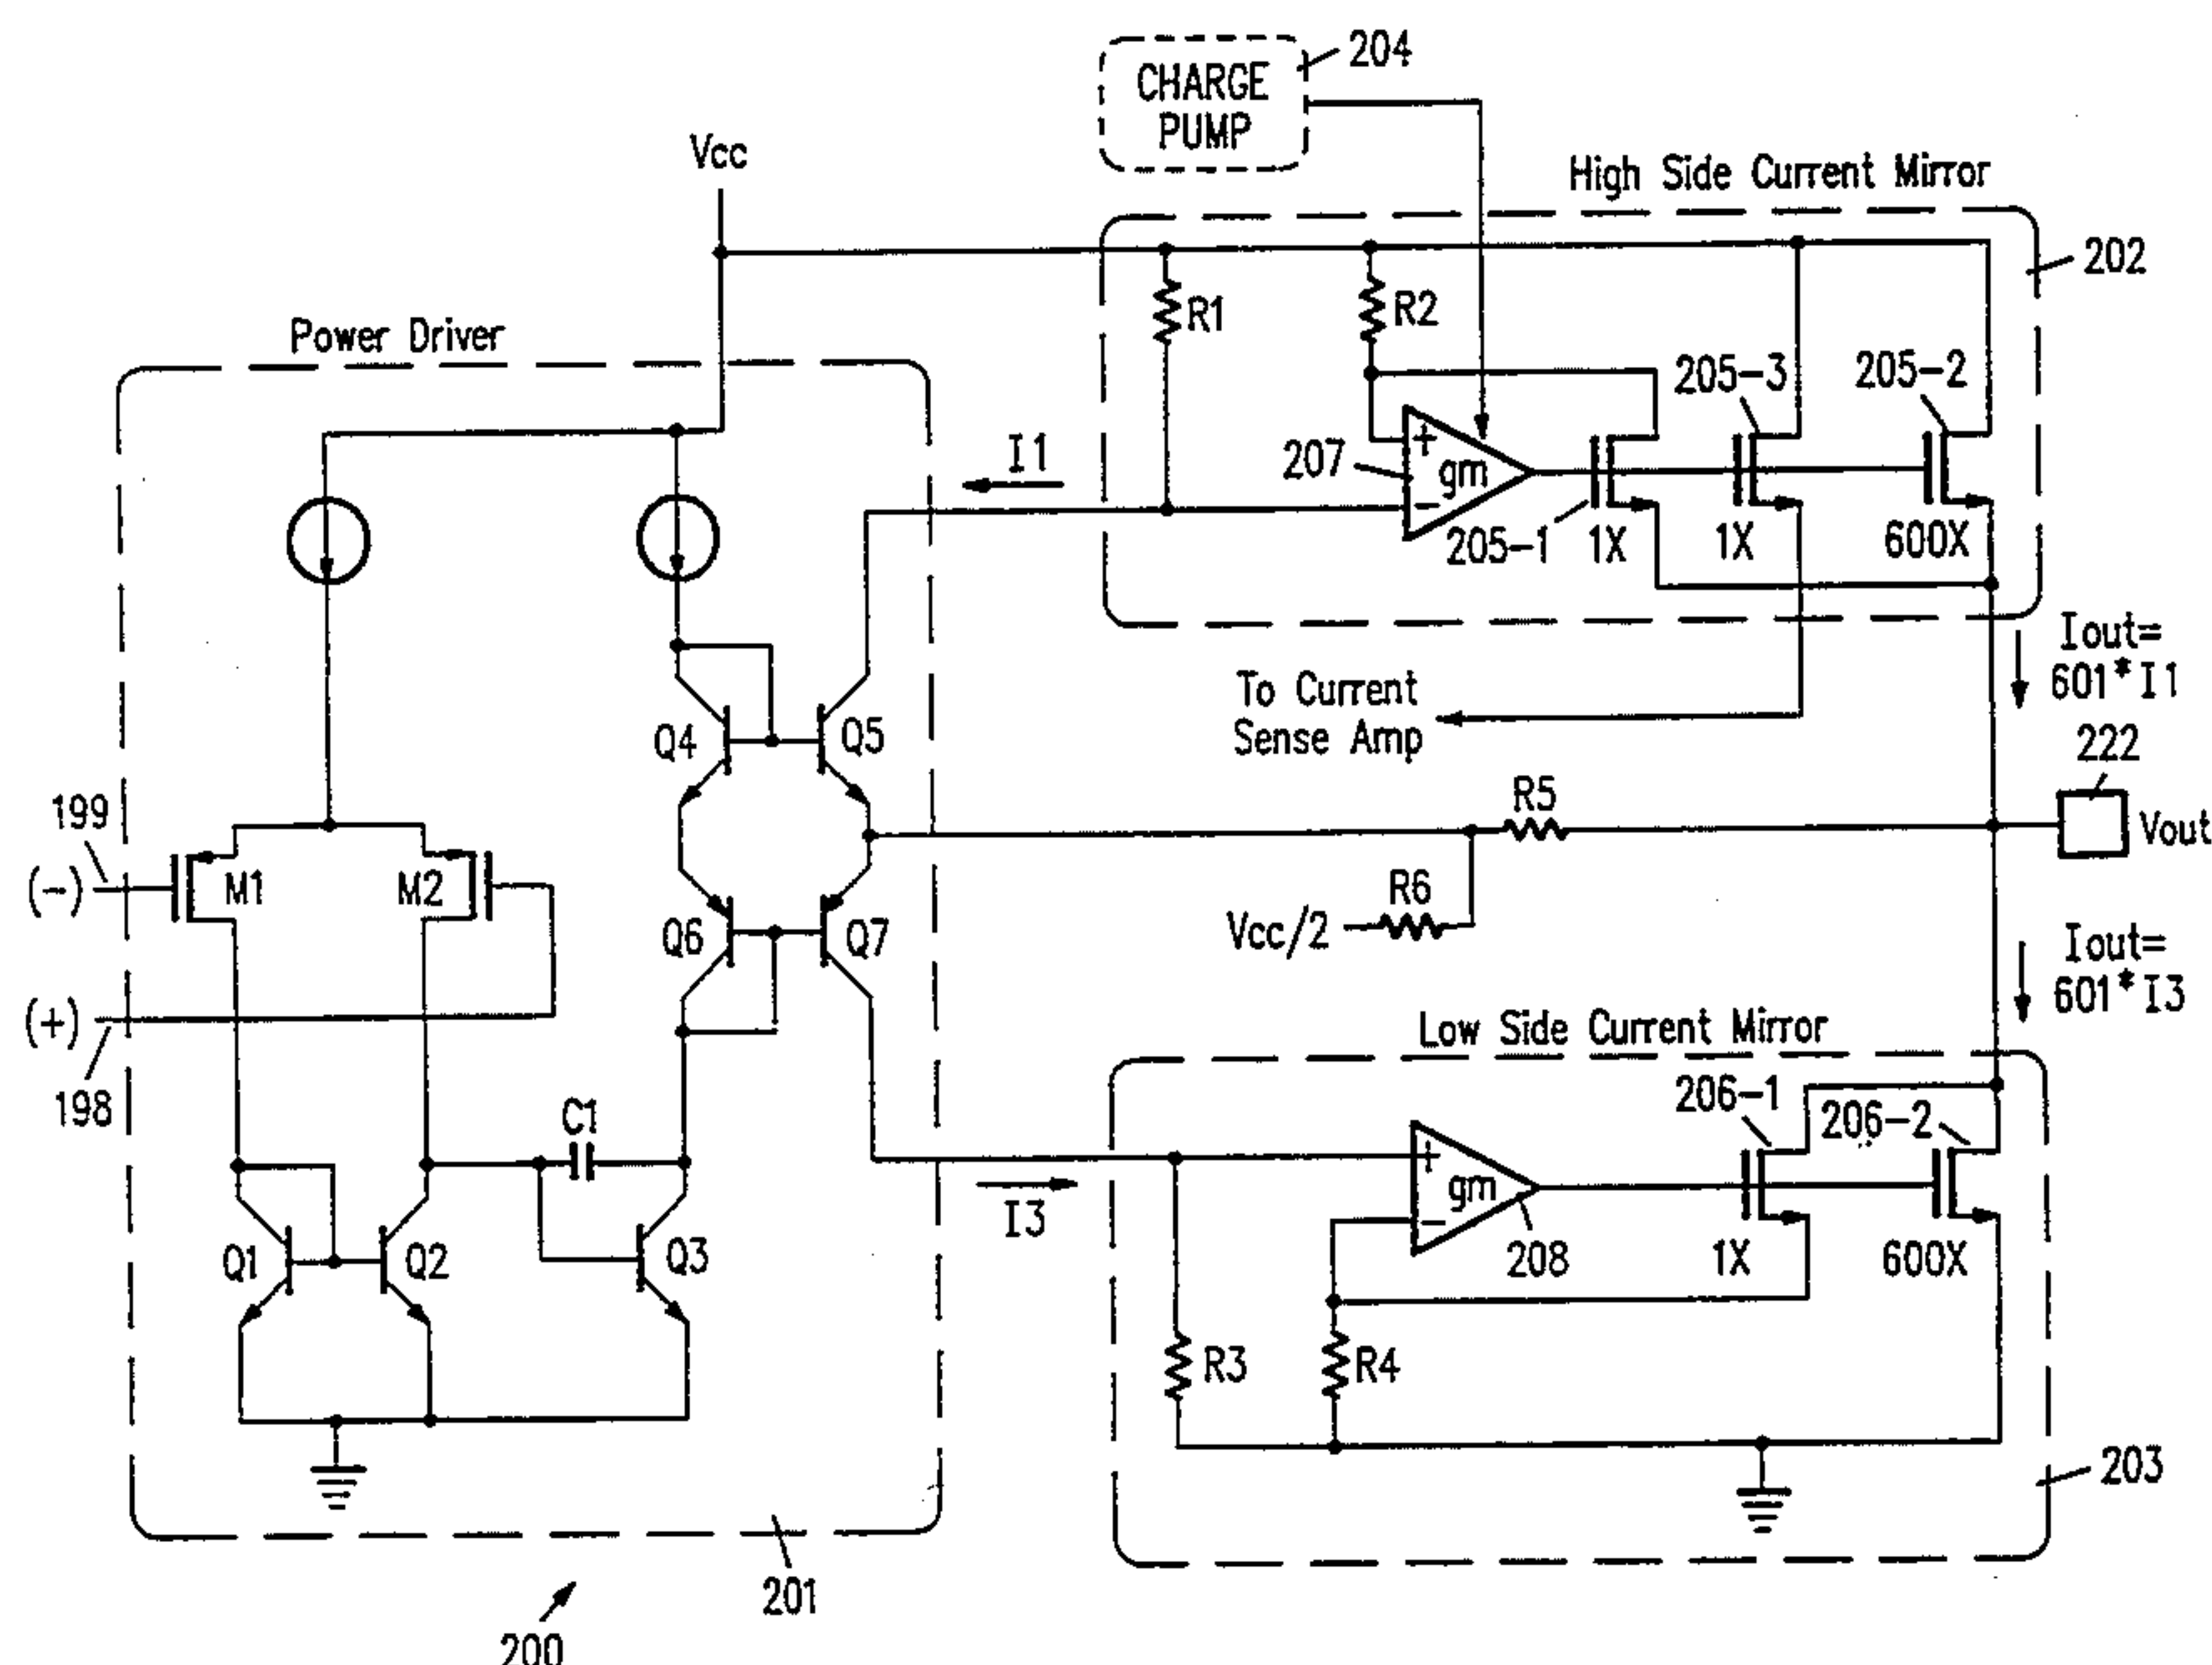 CHARGE
PUMP
204
Vcc
High Side Current Mirror
202
R1
R2
Power Driver
205-3
205-2
I1
207
+
gm
-
205-1
1X
1X
600X
Iout=
601*I1
To Current
Sense Amp
222
Q4
Q5
R5
Vout
199
(-)
M1
M2
R6
Vcc/2
Q6
Q7
Iout=
601*I3
(+)
198
Low Side Current Mirror
206-1
206-2
C1
+
gm
-
I3
208
1X
600X
Q1
Q2
Q3
R3
R4
203
201
200